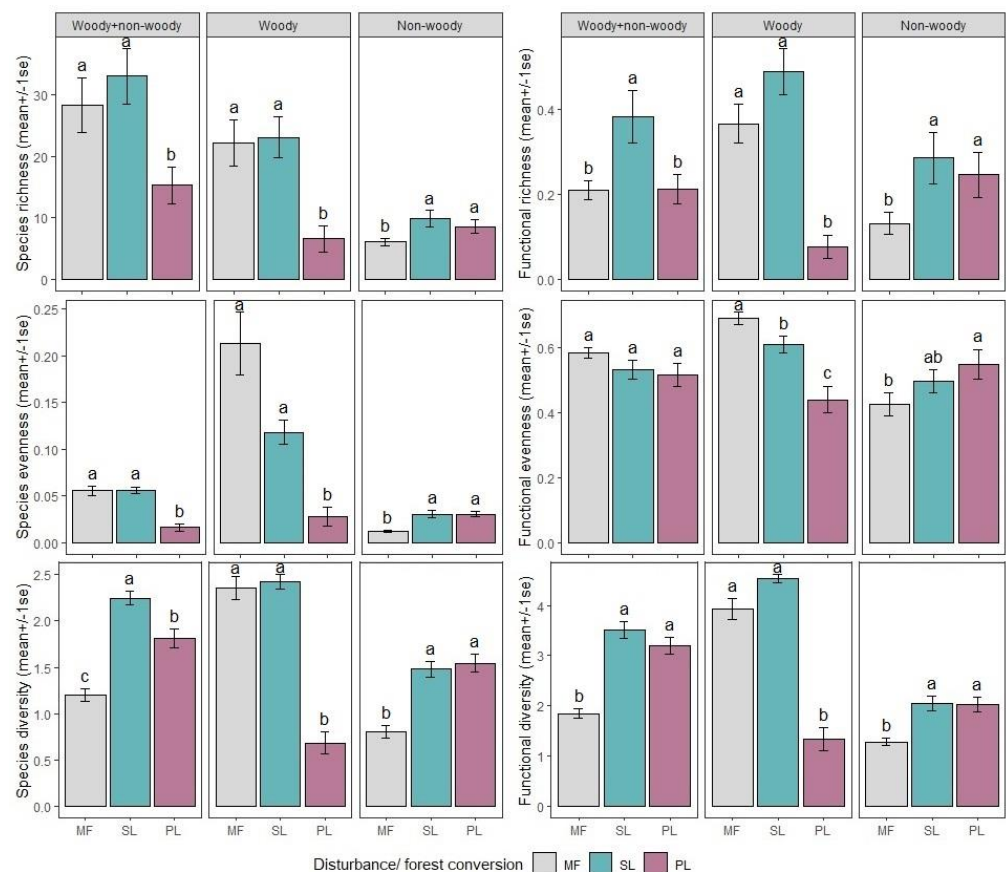 Woody+non-woody Woody Non-woody
Species richness (mean+/-1se)
30
20
10
0
a a b
a a b
b a a
Woody+non-woody Woody Non-woody
Functional richness (mean+/-1se)
0.4
0.2
0.0
b a b
a a b
b a a
Species evenness (mean+/-1se)
0.25
0.20
0.15
0.10
0.05
0.00
a a b
a a b
b a a
Functional evenness (mean+/-1se)
0.6
0.4
0.2
0.0
a a a
a b c
b ab a
Species diversity (mean+/-1se)
2.5
2.0
1.5
1.0
0.5
0.0
c a b
a a b
b a a
MF SL PL MF SL PL MF SL PL
Functional diversity (mean+/-1se)
4
3
2
1
0
b a a
a a b
b a a
MF SL PL MF SL PL MF SL PL
Disturbance/ forest conversion MF SL PL